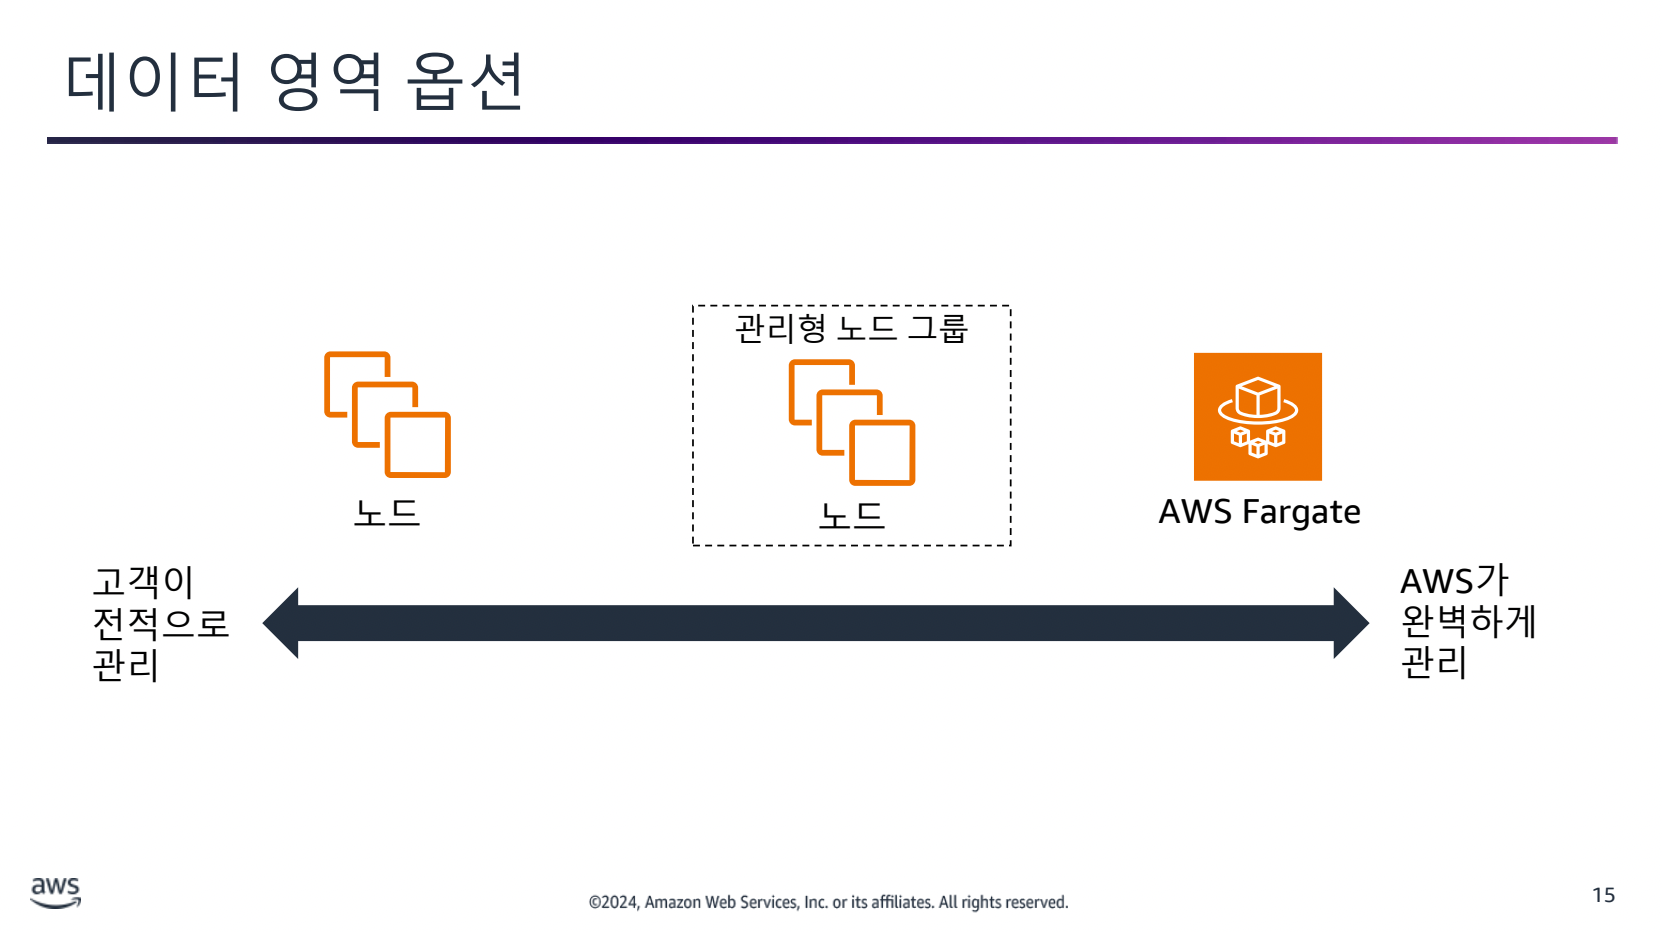 데이터 영역 옵션
관리형 노드 그룹
노드
노드
AWS Fargate
고객이
전적으로
관리
AWS가
완벽하게
관리
aws
©2024, Amazon Web Services, Inc. or its affiliates. All rights reserved.
15